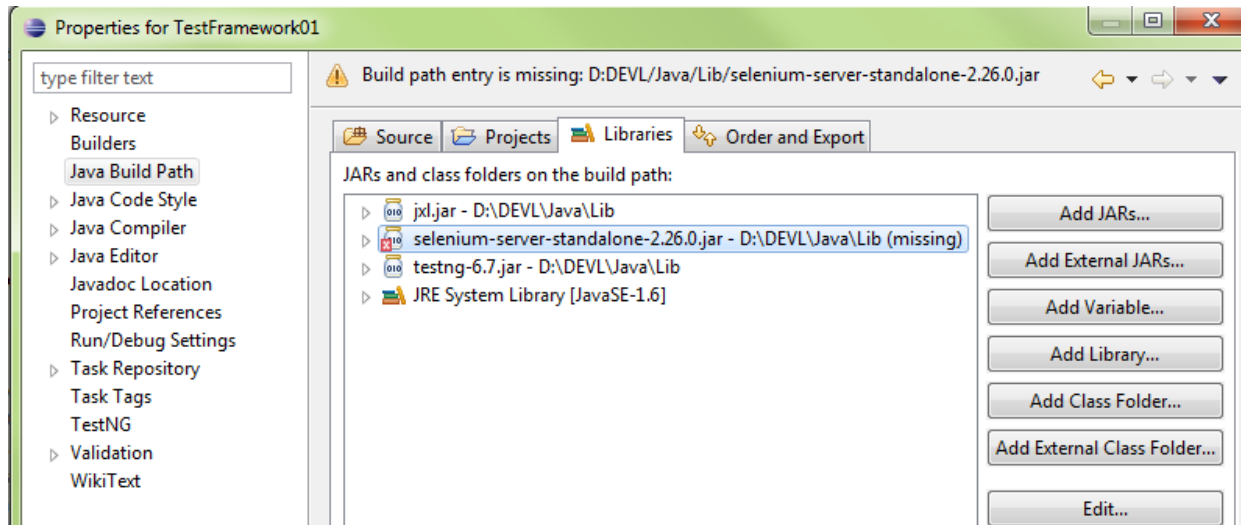 Properties for TestFramework01
type filter text
Resource
Builders
Java Build Path
Java Code Style
Java Compiler
Java Editor
Javadoc Location
Project References
Run/Debug Settings
Task Repository
Task Tags
TestNG
Validation
WikiText
Build path entry is missing: D:DEVL/Java/Lib/selenium-server-standalone-2.26.0.jar
Source Projects Libraries Order and Export
JARs and class folders on the build path:
jxl.jar - D:\DEVL\Java\Lib
selenium-server-standalone-2.26.0.jar - D:\DEVL\Java\Lib (missing)
testng-6.7.jar - D:\DEVL\Java\Lib
JRE System Library [JavaSE-1.6]
Add JARs...
Add External JARs...
Add Variable...
Add Library...
Add Class Folder...
Add External Class Folder...
Edit...